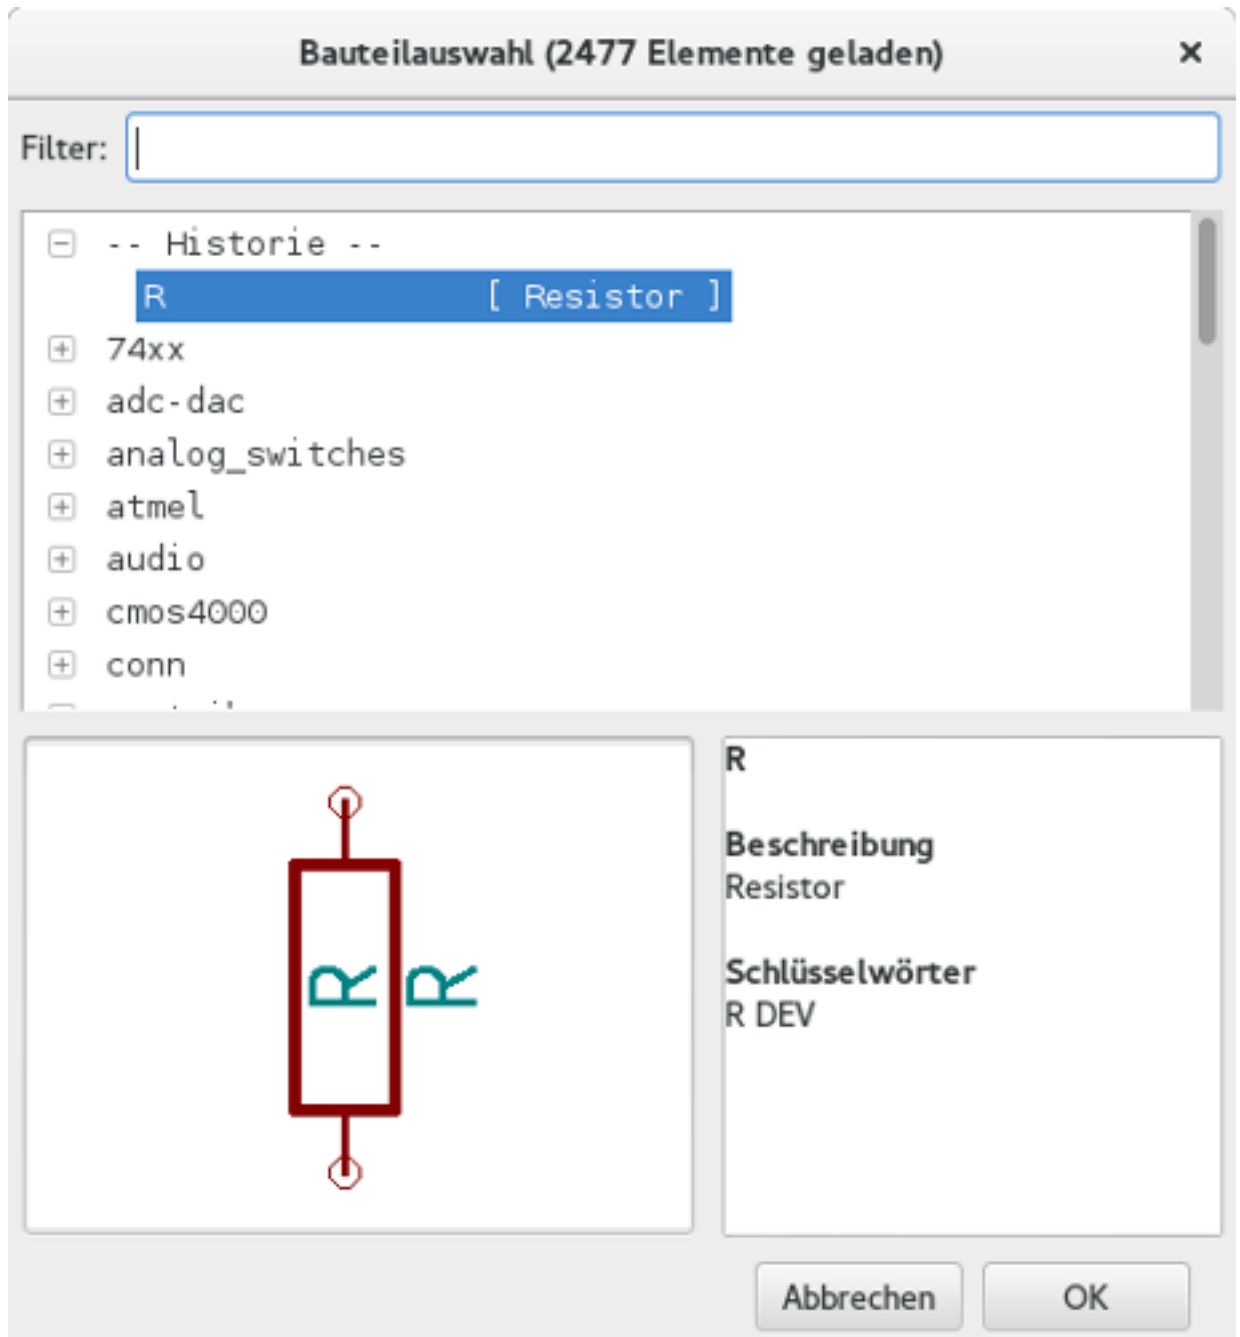 Bauteilauswahl (2477 Elemente geladen)
Filter:
-- Historie --
R [ Resistor ]
74xx
adc-dac
analog_switches
atmel
audio
cmos4000
conn
R
R
R
Beschreibung
Resistor
Schlüsselwörter
R DEV
Abbrechen
OK